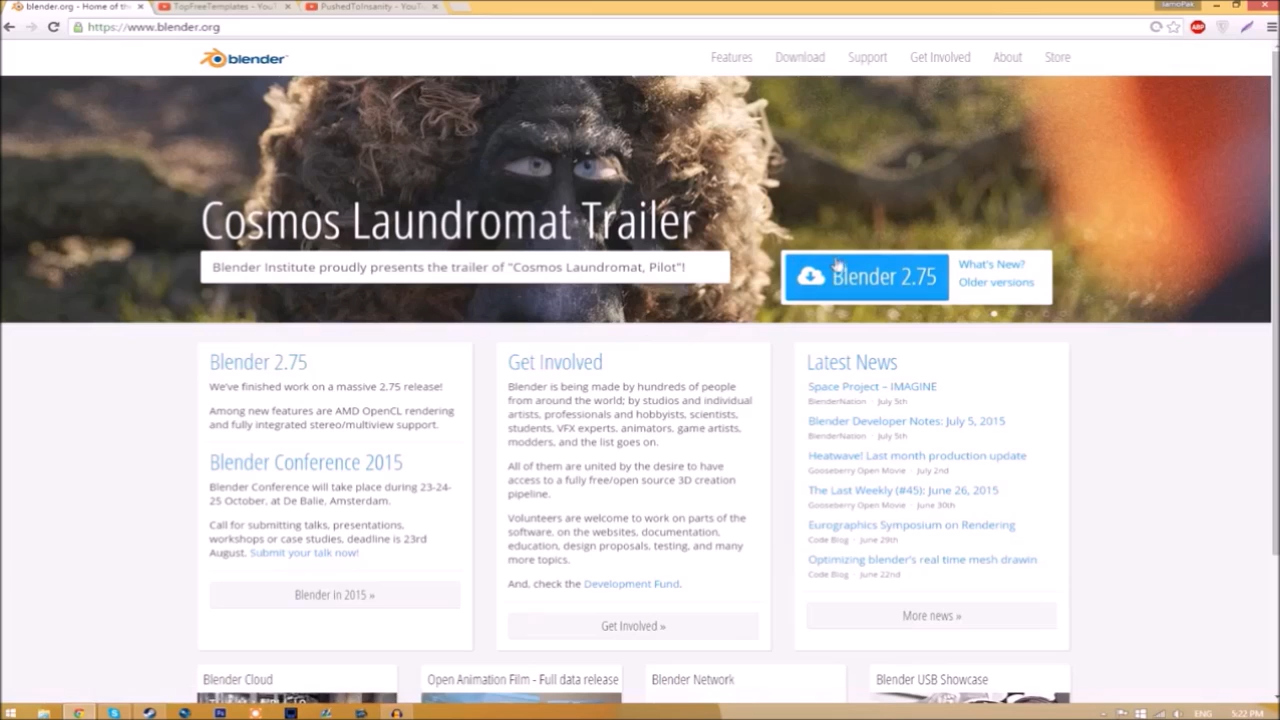 blender.org - Home of th
TopFreeTemplates - YouT
PushedToInsanity - YouT
SamoPak
https://www.blender.org
ABP
blender
Features
Download
Support
Get Involved
About
Store
Cosmos Laundromat Trailer
Blender Institute proudly presents the trailer of "Cosmos Laundromat, Pilot"!
Blender 2.75
What's New?
Older versions
Blender 2.75
We've finished work on a massive 2.75 release!
Among new features are AMD OpenCL rendering
and fully integrated stereo/multiview support.
Blender Conference 2015
Blender Conference will take place during 23-24-
25 October, at De Balie, Amsterdam.
Call for submitting talks, presentations,
workshops or case studies, deadline is 23rd
August. Submit your talk now!
Blender in 2015 »
Get Involved
Blender is being made by hundreds of people
from around the world; by studios and individual
artists, professionals and hobbyists, scientists,
students, VFX experts, animators, game artists,
modders, and the list goes on.
All of them are united by the desire to have
access to a fully free/open source 3D creation
pipeline.
Volunteers are welcome to work on parts of the
software, on the websites, documentation,
education, design proposals, testing, and many
more topics.
And, check the Development Fund.
Get Involved »
Latest News
Space Project – IMAGINE
BlenderNation · July 5th
Blender Developer Notes: July 5, 2015
BlenderNation · July 5th
Heatwave! Last month production update
Gooseberry Open Movie · July 2nd
The Last Weekly (#45): June 26, 2015
Gooseberry Open Movie · June 30th
Eurographics Symposium on Rendering
Code Blog · June 29th
Optimizing blender's real time mesh drawin
Code Blog · June 22nd
More news »
Blender Cloud
Open Animation Film - Full data release
Blender Network
Blender USB Showcase
ENG
5:22 PM